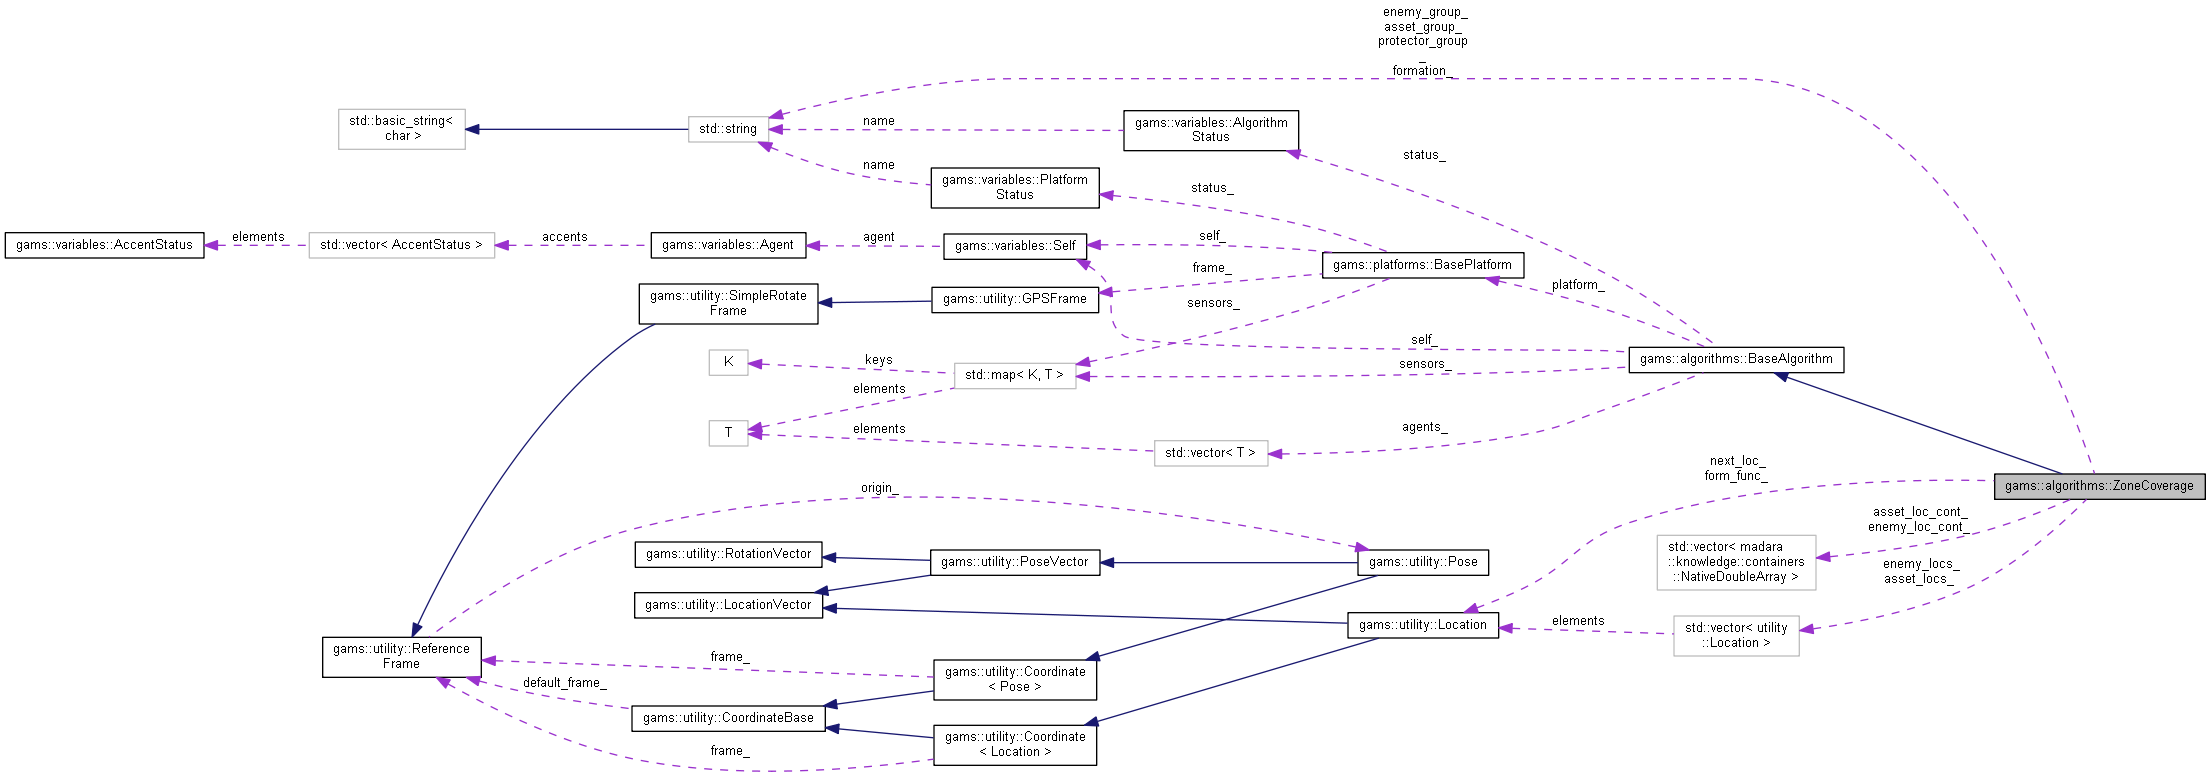 enemy_group_
asset_group_
protector_group
_
formation_
std::basic_string<
char >
std::string
name
gams::variables::Algorithm
Status
status_
name
gams::variables::Platform
Status
status_
gams::variables::AccentStatus
elements
std::vector< AccentStatus >
accents
gams::variables::Agent
agent
gams::variables::Self
self_
gams::platforms::BasePlatform
frame_
gams::utility::SimpleRotate
Frame
gams::utility::GPSFrame
sensors_
platform_
self_
K
keys
std::map< K, T >
sensors_
gams::algorithms::BaseAlgorithm
elements
T
elements
std::vector< T >
agents_
next_loc_
form_func_
gams::algorithms::ZoneCoverage
origin_
asset_loc_cont_
enemy_loc_cont_
gams::utility::RotationVector
gams::utility::PoseVector
gams::utility::Pose
std::vector< madara
::knowledge::containers
::NativeDoubleArray >
enemy_locs_
asset_locs_
gams::utility::LocationVector
gams::utility::Location
elements
std::vector< utility
::Location >
gams::utility::Reference
Frame
frame_
gams::utility::Coordinate
< Pose >
default_frame_
gams::utility::CoordinateBase
gams::utility::Coordinate
< Location >
frame_